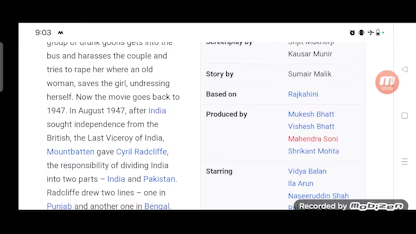 9:03
group of drunk goons gets into the
bus and harasses the couple and
tries to rape her where an old
woman, saves the girl, undressing
herself. Now the movie goes back to
1947. In August 1947, after India
sought independence from the
British, the Last Viceroy of India,
Mountbatten gave Cyril Radcliffe,
the responsibility of dividing India
into two parts – India and Pakistan.
Radcliffe drew two lines – one in
Punjab and another one in Bengal,
Screenplay by Srijit Mukherji
Kausar Munir
Story by Sumair Malik
Based on Rajkahini
Produced by Mukesh Bhatt
Vishesh Bhatt
Mahendra Soni
Shrikant Mohta
Starring Vidya Balan
Ila Arun
Naseeruddin Shah
Recorded by MOBIZEN